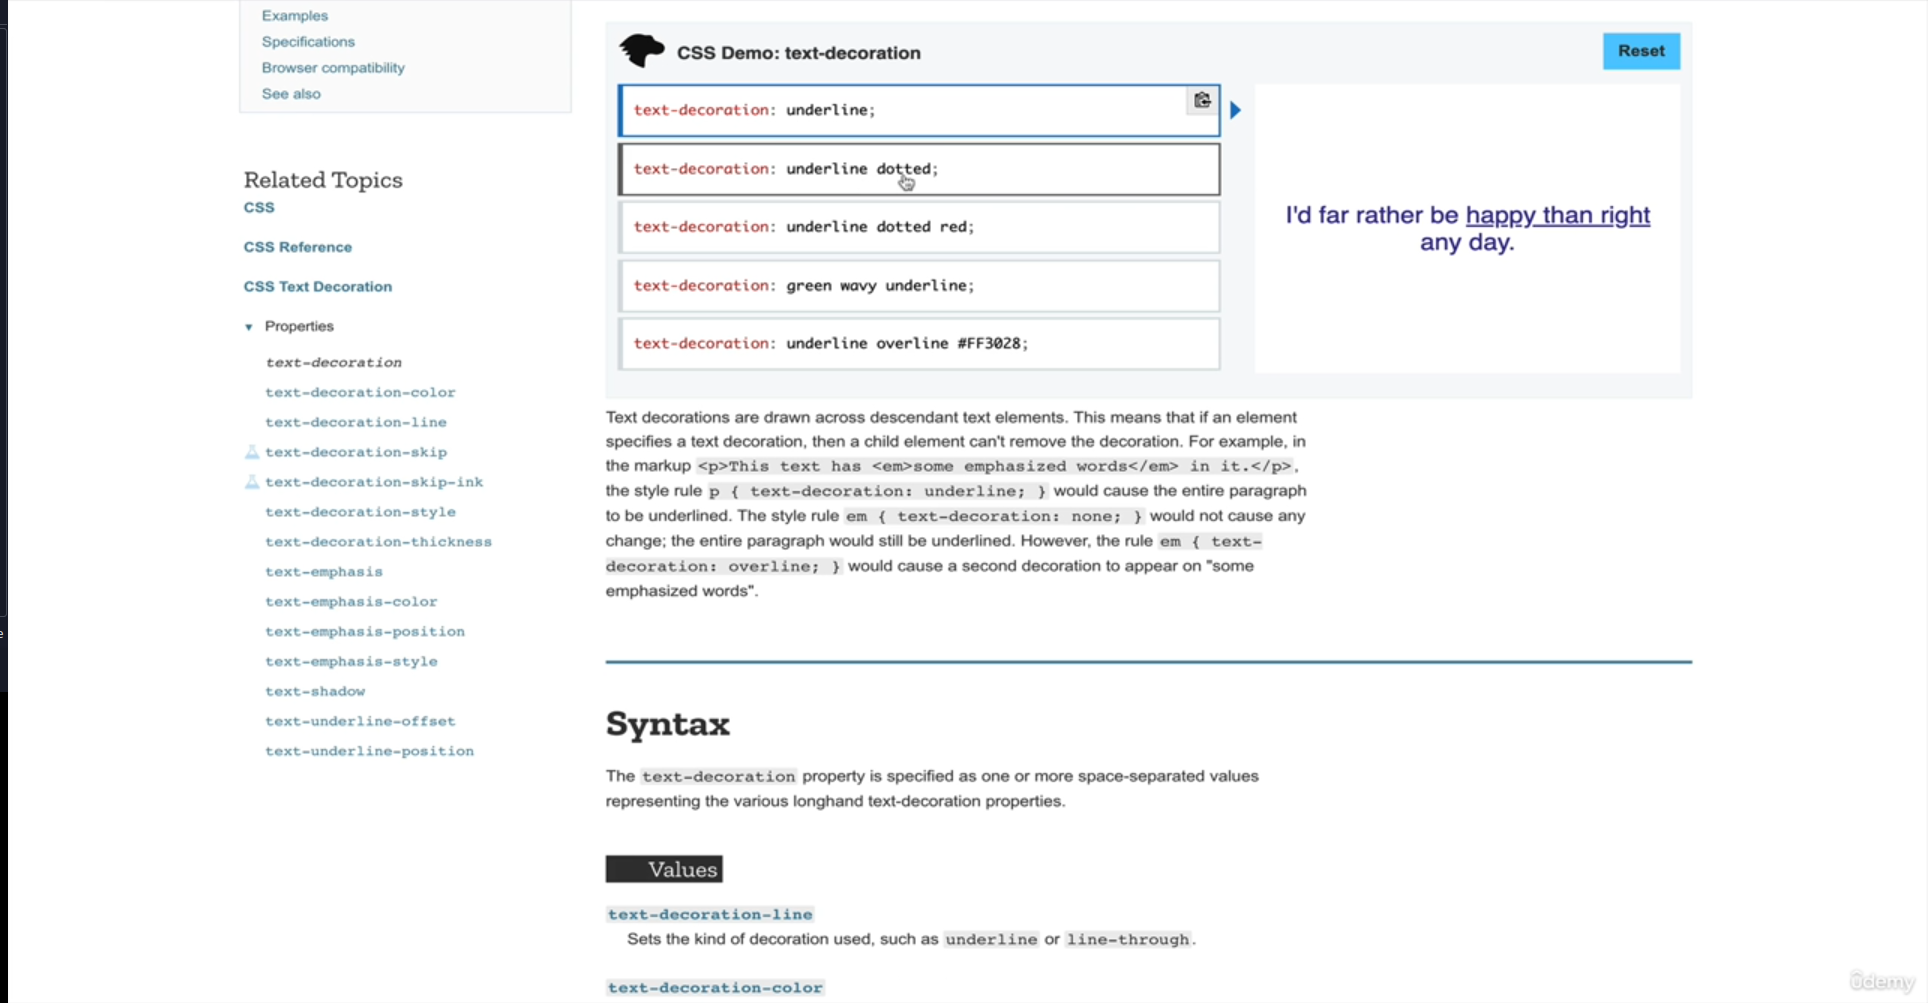 Examples
Specifications
Browser compatibility
See also
Related Topics
CSS
CSS Reference
CSS Text Decoration
Properties
text-decoration
text-decoration-color
text-decoration-line
text-decoration-skip
text-decoration-skip-ink
text-decoration-style
text-decoration-thickness
text-emphasis
text-emphasis-color
text-emphasis-position
text-emphasis-style
text-shadow
text-underline-offset
text-underline-position
CSS Demo: text-decoration
Reset
text-decoration: underline;
text-decoration: underline dotted;
text-decoration: underline dotted red;
text-decoration: green wavy underline;
text-decoration: underline overline #FF3028;
I'd far rather be happy than right
any day.
Text decorations are drawn across descendant text elements. This means that if an element
specifies a text decoration, then a child element can't remove the decoration. For example, in
the markup <p>This text has <em>some emphasized words</em> in it.</p>,
the style rule p { text-decoration: underline; } would cause the entire paragraph
to be underlined. The style rule em { text-decoration: none; } would not cause any
change; the entire paragraph would still be underlined. However, the rule em { text-
decoration: overline; } would cause a second decoration to appear on "some
emphasized words".
Syntax
The text-decoration property is specified as one or more space-separated values
representing the various longhand text-decoration properties.
Values
text-decoration-line
Sets the kind of decoration used, such as underline or line-through.
text-decoration-color
ûdemy
e